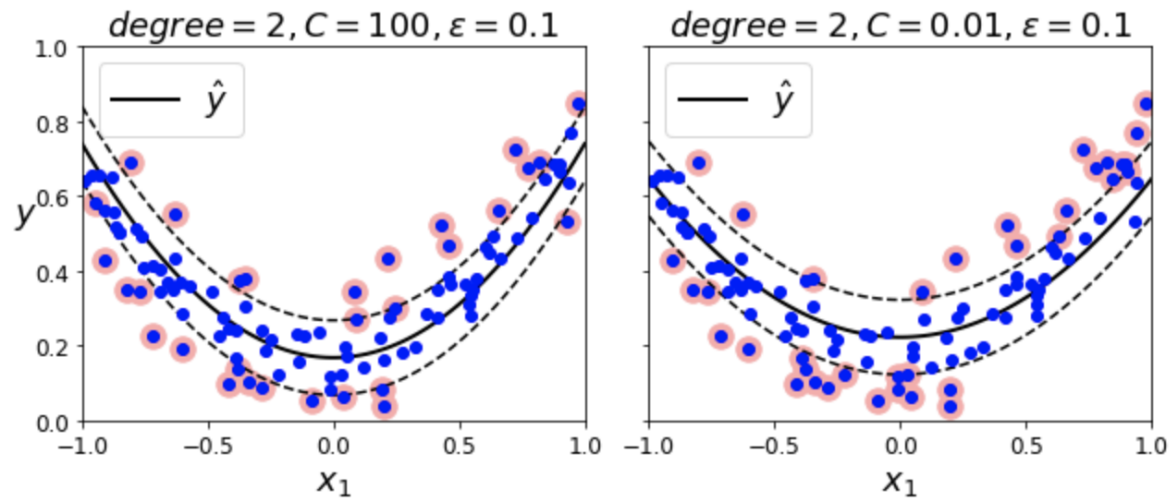 degree = 2, C = 100, ε = 0.1
1.0
0.8
0.6
0.4
0.2
0.0
y
ŷ
−1.0 −0.5 0.0 0.5 1.0
x₁
degree = 2, C = 0.01, ε = 0.1
ŷ
−1.0 −0.5 0.0 0.5 1.0
x₁